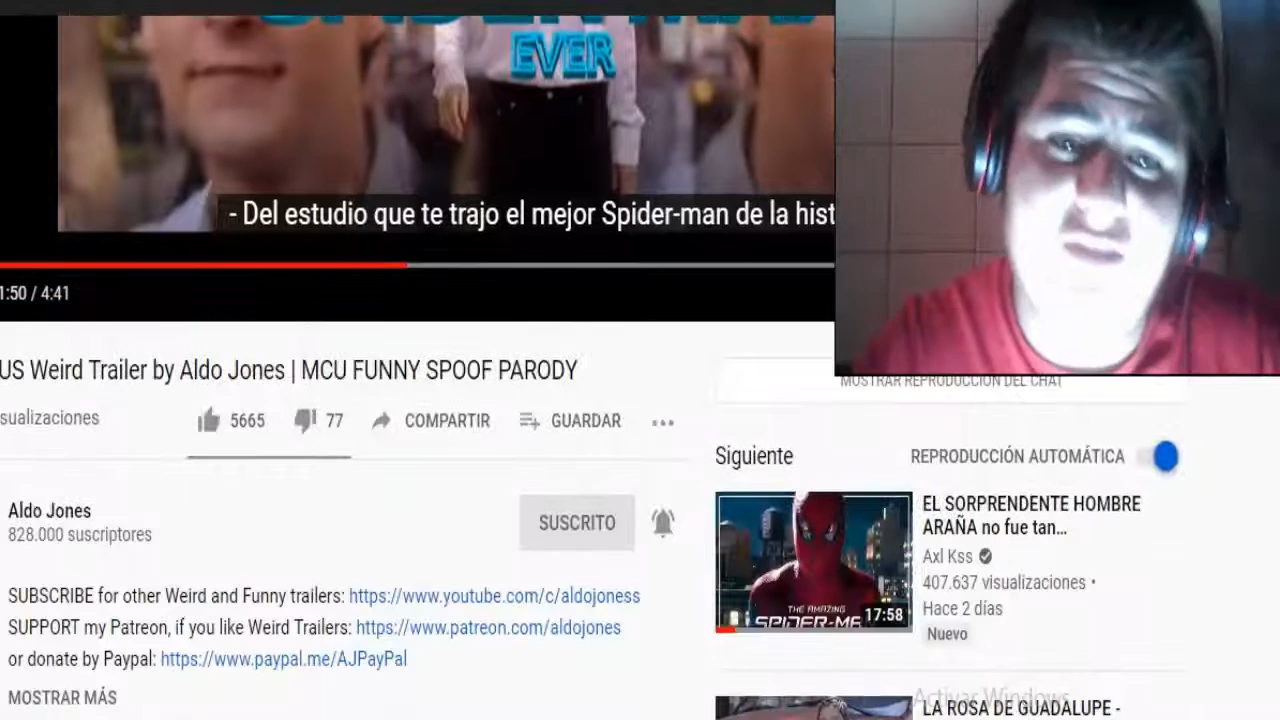 EVER
- Del estudio que te trajo el mejor Spider-man de la hist
1:50 / 4:41
US Weird Trailer by Aldo Jones | MCU FUNNY SPOOF PARODY
MOSTRAR REPRODUCCIÓN DEL CHAT
sualizaciones
5665
77
COMPARTIR
GUARDAR
Siguiente
REPRODUCCIÓN AUTOMÁTICA
Aldo Jones
828.000 suscriptores
SUSCRITO
THE AMAZING
SPIDER-MA
17:58
EL SORPRENDENTE HOMBRE
ARAÑA no fue tan...
Axl Kss
407.637 visualizaciones •
Hace 2 días
Nuevo
SUBSCRIBE for other Weird and Funny trailers: https://www.youtube.com/c/aldojoness
SUPPORT my Patreon, if you like Weird Trailers: https://www.patreon.com/aldojones
or donate by Paypal: https://www.paypal.me/AJPayPal
MOSTRAR MÁS
Activar Windows
LA ROSA DE GUADALUPE -